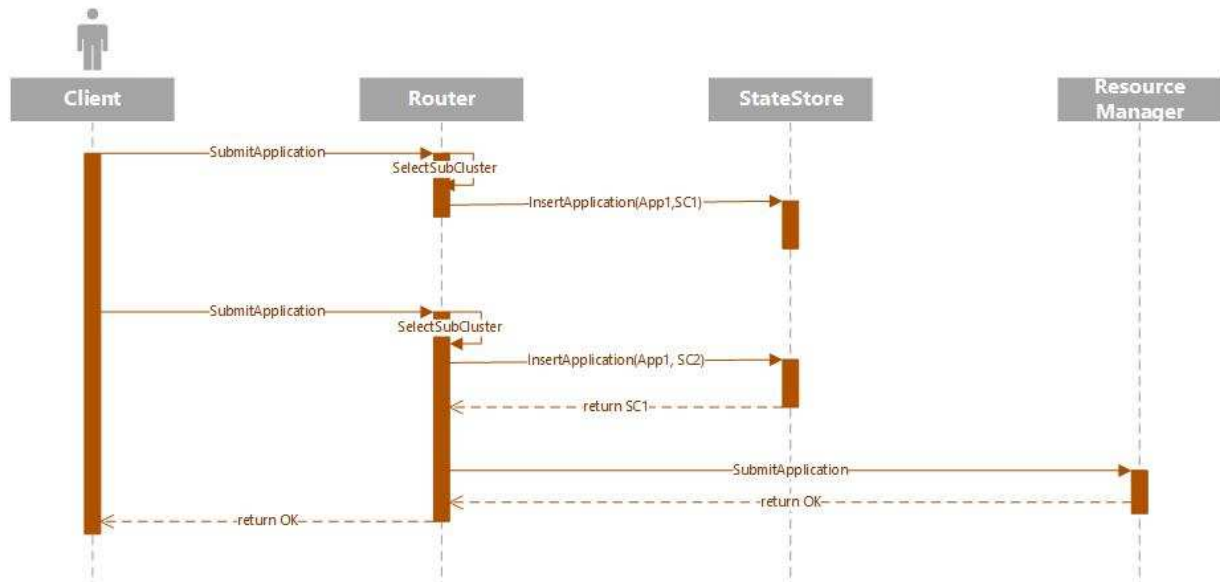 Client
Router
StateStore
Resource
Manager
SubmitApplication
SelectSubCluster
InsertApplication(App1,SC1)
SubmitApplication
SelectSubCluster
InsertApplication(App1, SC2)
return SC1
SubmitApplication
return OK
return OK